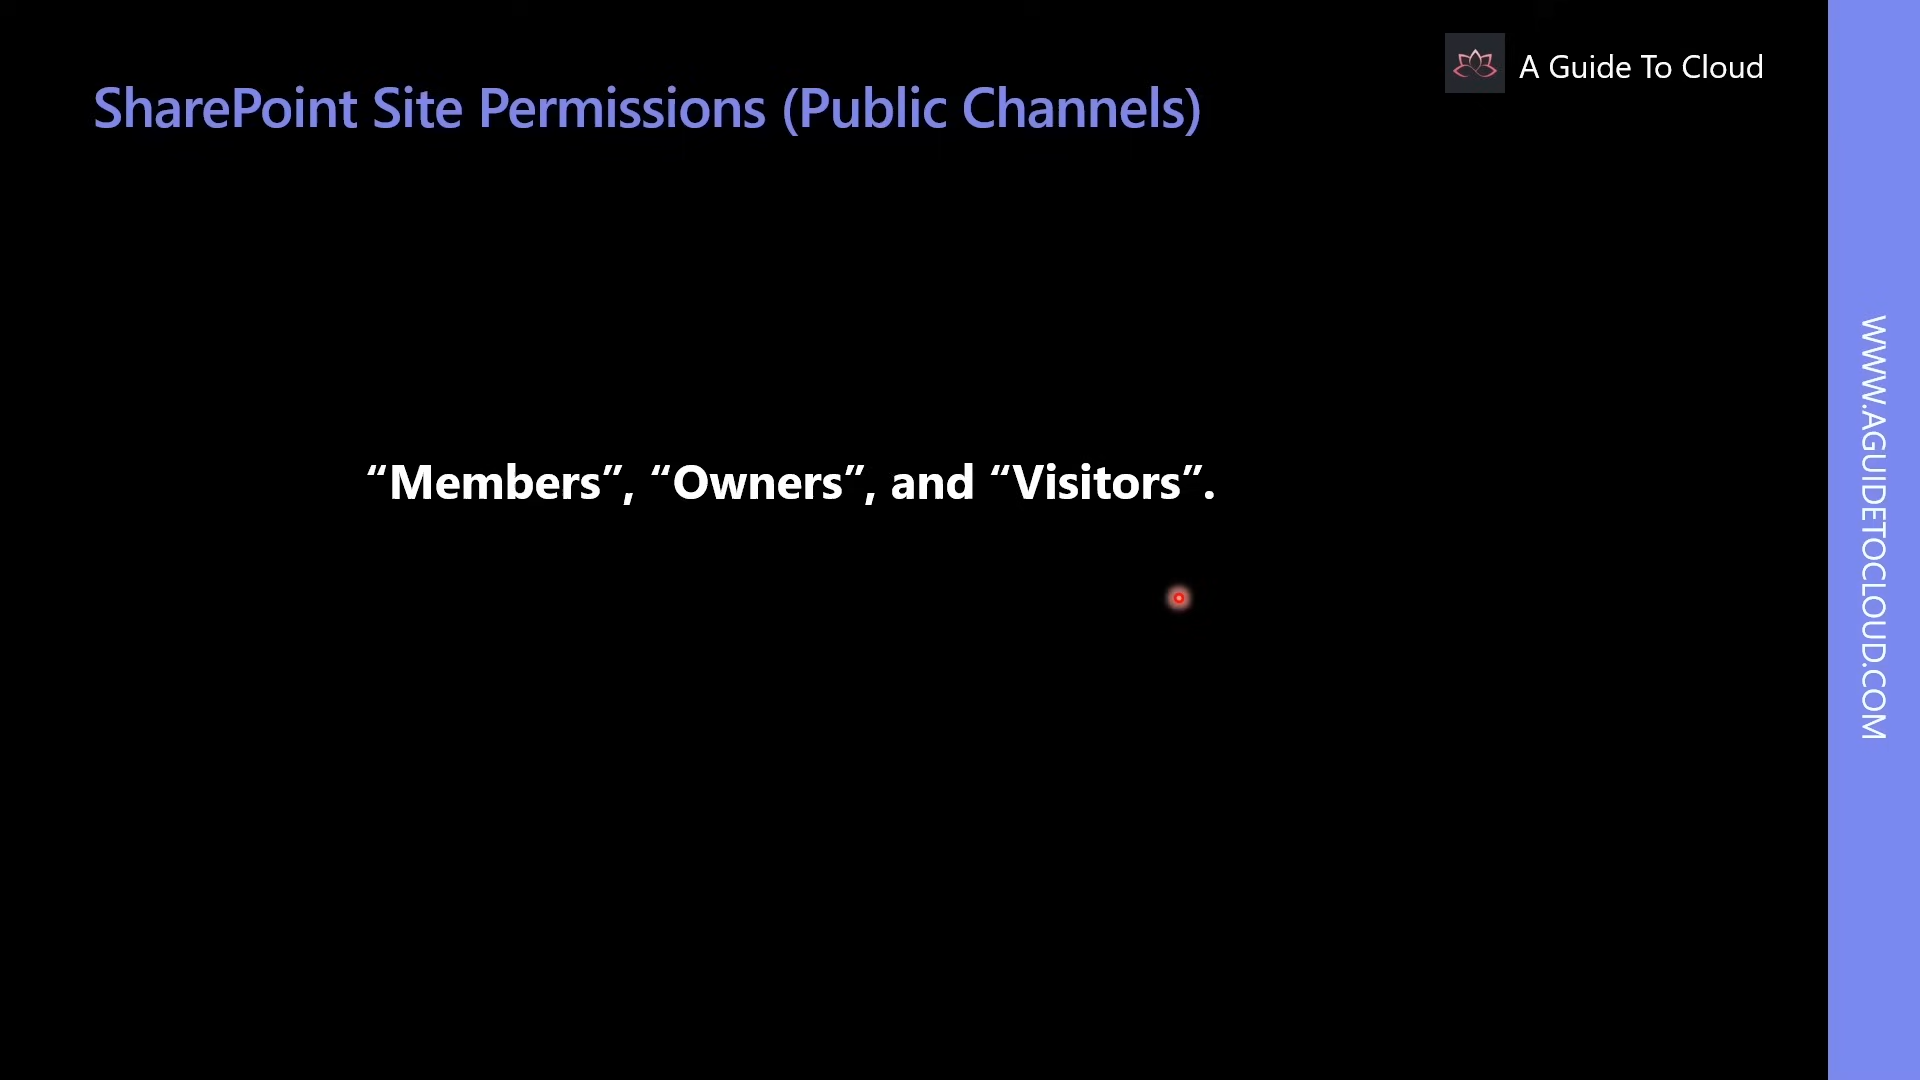 A Guide To Cloud
SharePoint Site Permissions (Public Channels)
“Members”, “Owners”, and “Visitors”.
WWW.AGUIDETOCLOUD.COM